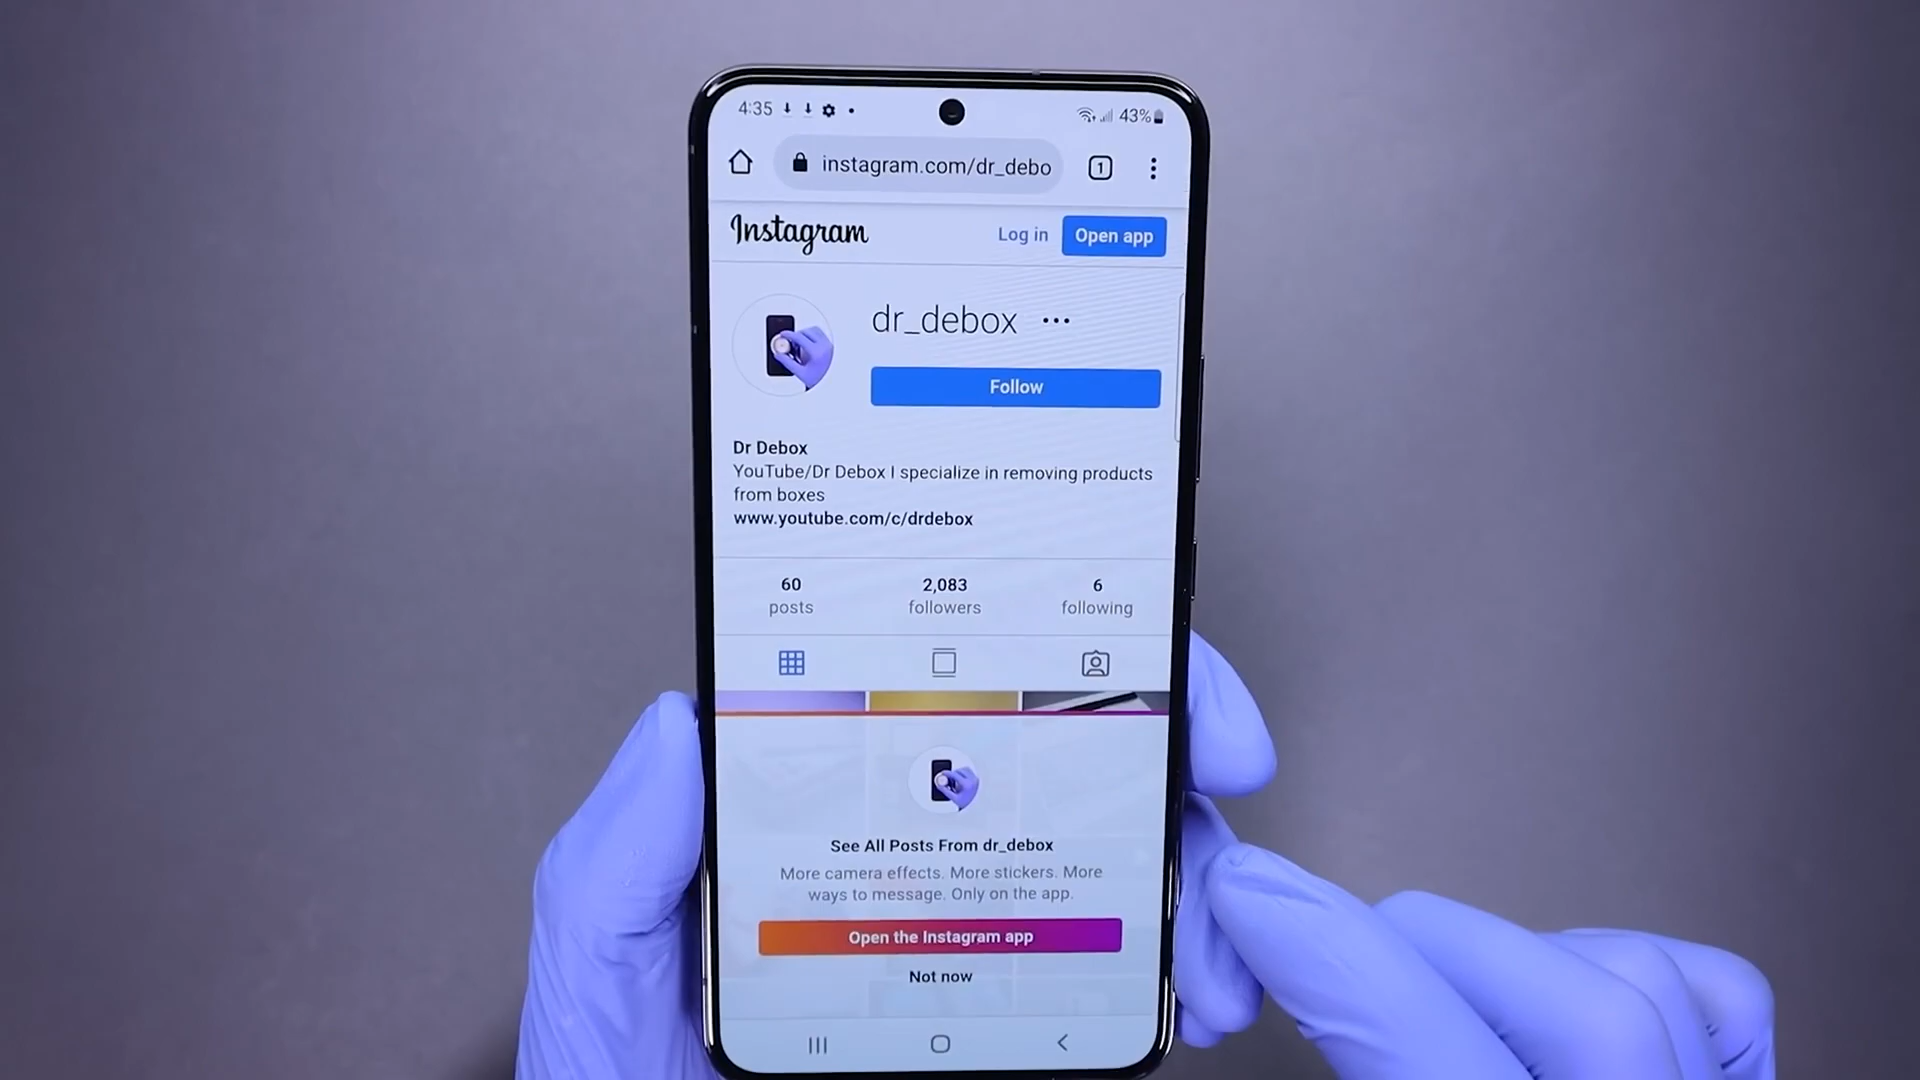 4:35
43%
instagram.com/dr_debo
1
Instagram
Log in
Open app
dr_debox
Follow
Dr Debox
YouTube/Dr Debox I specialize in removing products
from boxes
www.youtube.com/c/drdebox
60
posts
2,083
followers
6
following
See All Posts From dr_debox
More camera effects. More stickers. More
ways to message. Only on the app.
Open the Instagram app
Not now